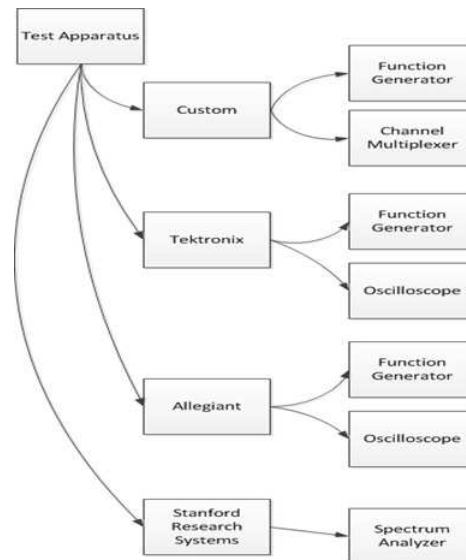 Test Apparatus
Custom
Function
Generator
Channel
Multiplexer
Tektronix
Function
Generator
Oscilloscope
Allegiant
Function
Generator
Oscilloscope
Stanford
Research
Systems
Spectrum
Analyzer